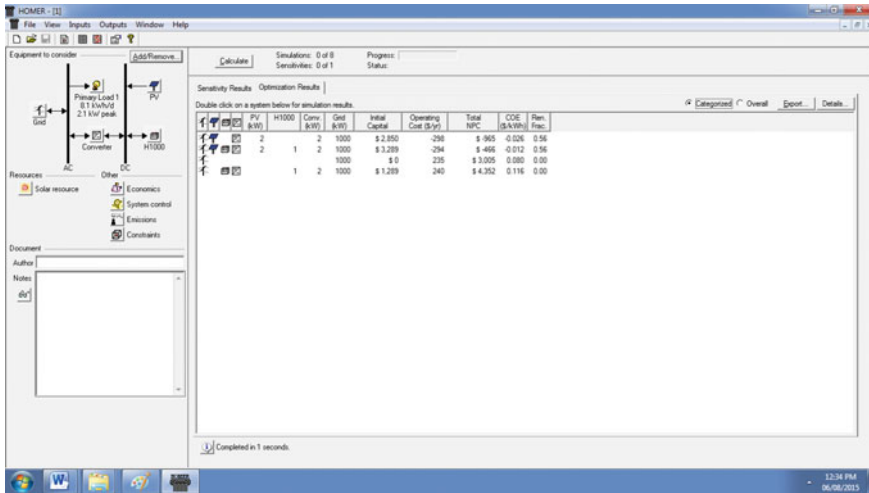 HOMER - [1]
File View Inputs Outputs Window Help
Equipment to consider
Add/Remove...
Primary Load 1
8.1 kWh/d
2.1 kW peak
PV
Grid
Converter
H1000
AC
DC
Resources
Other
Solar resource
Economics
System control
Emissions
Constraints
Document
Author
Notes
Calculate
Simulations: 0 of 8
Progress:
Sensitivities: 0 of 1
Status:
Sensitivity Results Optimization Results
Double click on a system below for simulation results.
Categorized Overall Export... Details...
PV (kW) H1000 Conv. (kW) Grid (kW) Initial Capital Operating Cost ($/yr) Total NPC COE ($/kWh) Ren. Frac.
2 2 1000 $ 2,850 -298 $ -965 -0.026 0.56
2 1 2 1000 $ 3,289 -294 $ -466 -0.012 0.56
1000 $ 0 235 $ 3,005 0.080 0.00
1 2 1000 $ 1,289 240 $ 4,352 0.116 0.00
Completed in 1 seconds.
12:34 PM
06/08/2015